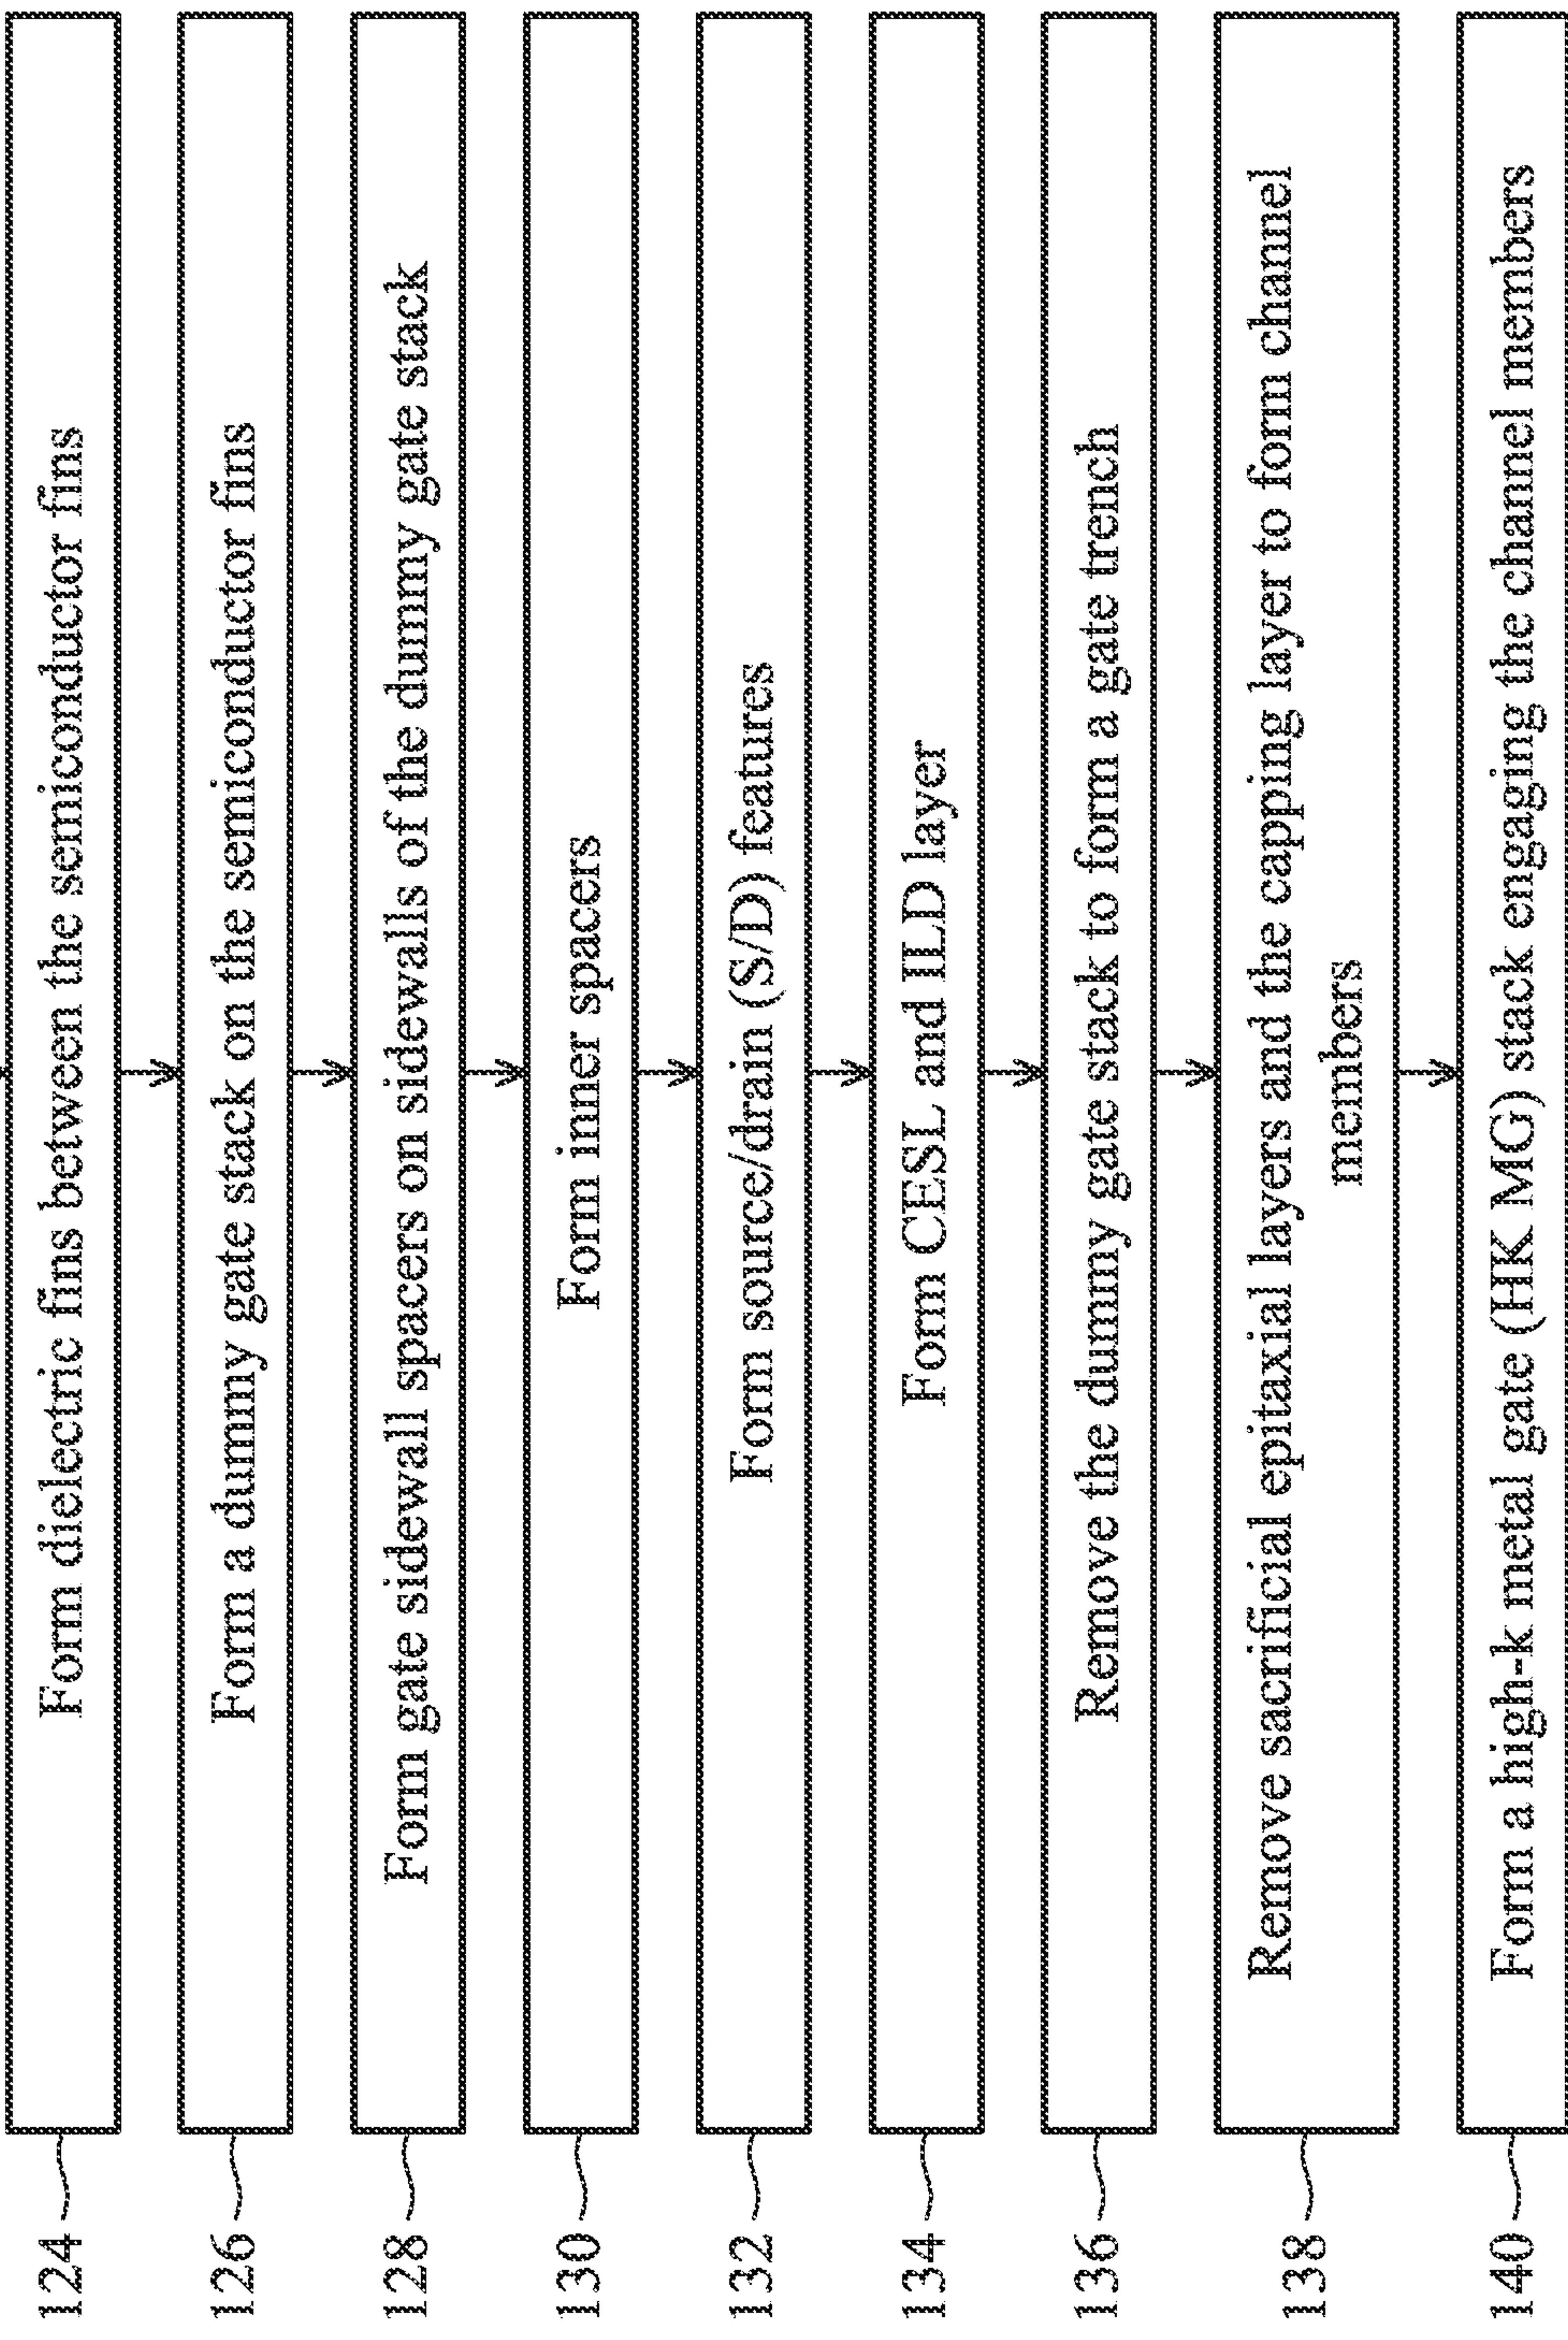 124
Form dielectric fins between the semiconductor fins
126
Form a dummy gate stack on the semiconductor fins
128
Form gate sidewall spacers on sidewalls of the dummy gate stack
130
Form inner spacers
132
Form source/drain (S/D) features
134
Form CESL and ILD layer
136
Remove the dummy gate stack to form a gate trench
138
Remove sacrificial epitaxial layers and the capping layer to form channel
members
140
Form a high-k metal gate (HK MG) stack engaging the channel members